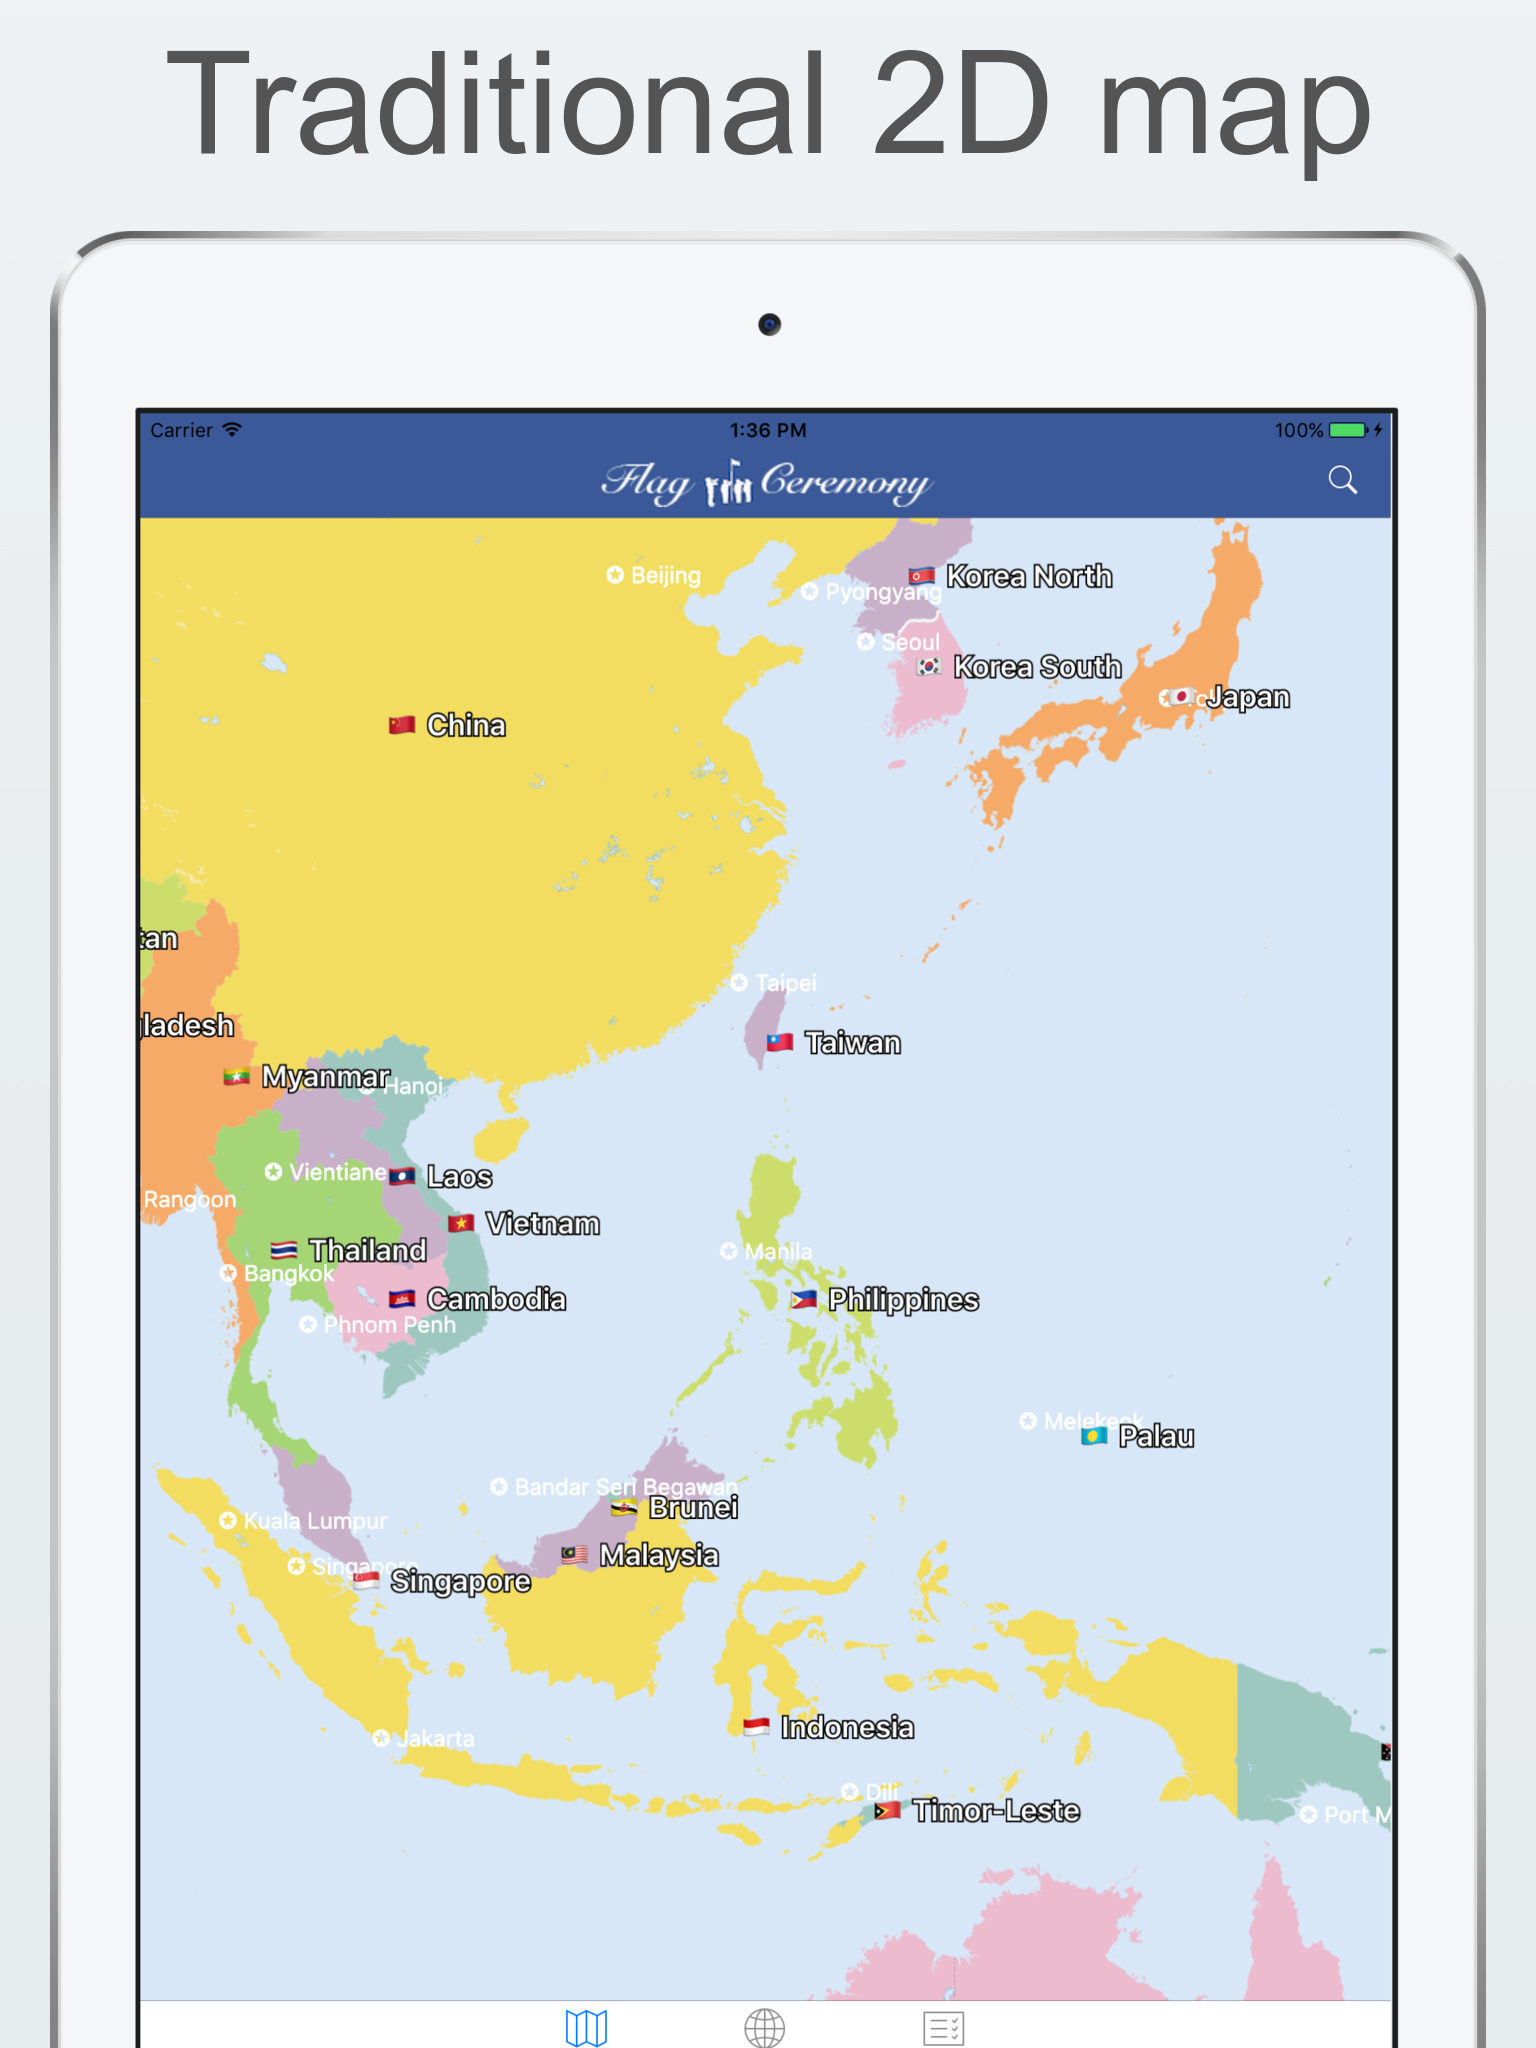 Traditional 2D map
Carrier
1:36 PM
100%
Flag Ceremony
Beijing
Korea North
Pyongyang
Seoul
Korea South
Japan
China
tan
Taipei
gladesh
Taiwan
Myanmar
Hanoi
Vientiane
Laos
Rangoon
Vietnam
Thailand
Manila
Bangkok
Cambodia
Philippines
Phnom Penh
Melekeok
Palau
Bandar Seri Begawan
Brunei
Kuala Lumpur
Malaysia
Singapore
Singapore
Indonesia
Jakarta
Dili
Timor-Leste
Port M